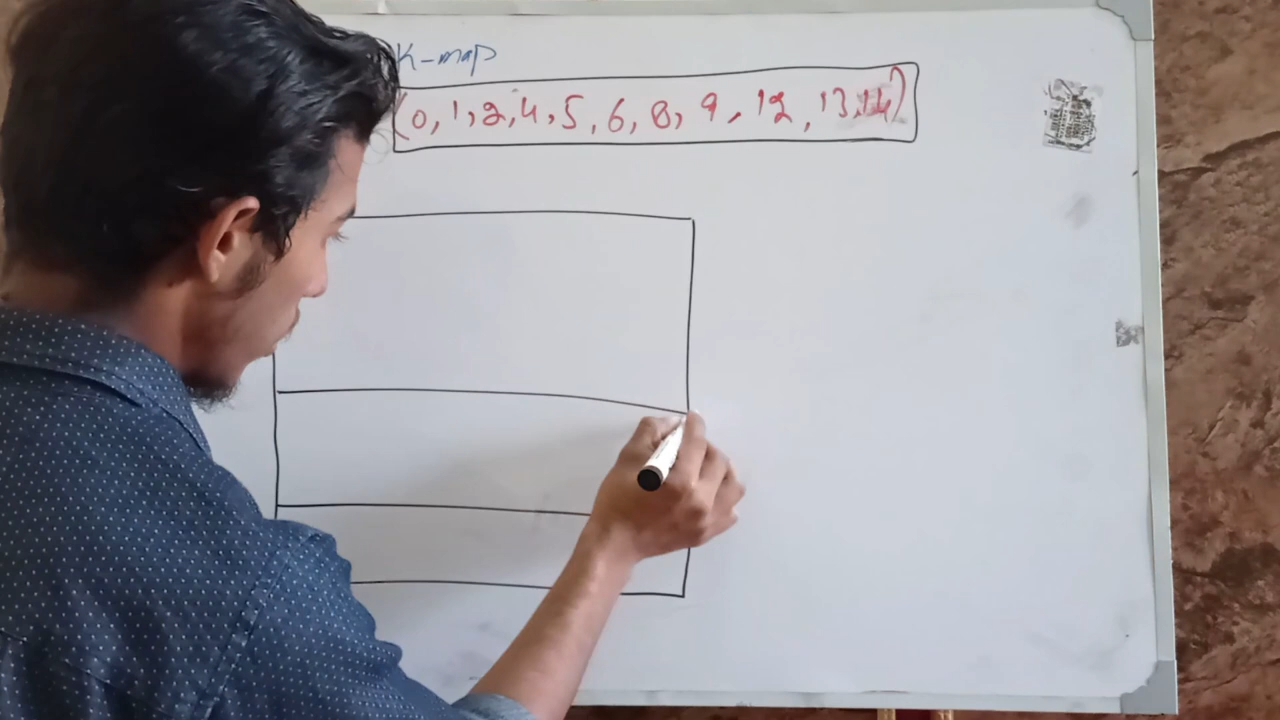 K-map
(0, 1, 2, 4, 5, 6, 8, 9, 12, 13, 14)